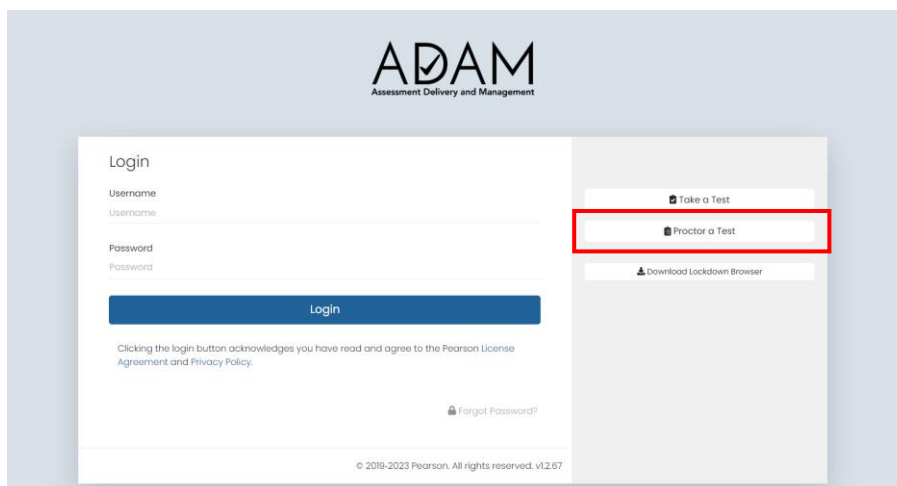 ADAM
Assessment Delivery and Management
Login
Username
Username
Password
Password
Login
Clicking the login button acknowledges you have read and agree to the Pearson License
Agreement and Privacy Policy.
Forgot Password?
© 2019-2023 Pearson. All rights reserved. v1.2.67
Take a Test
Proctor a Test
Download Lockdown Browser